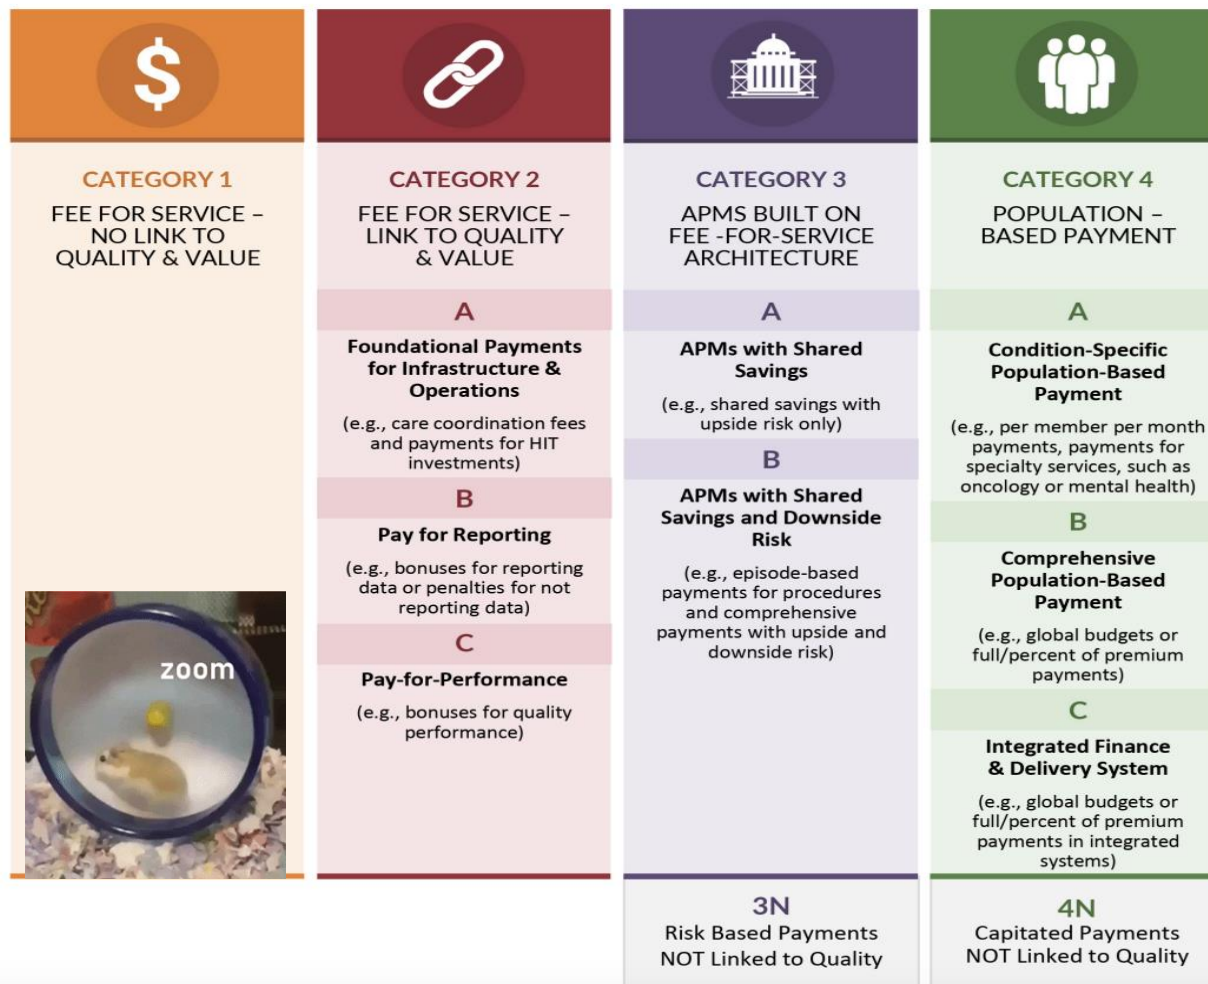 $
CATEGORY 1
FEE FOR SERVICE –
NO LINK TO
QUALITY & VALUE
zoom
CATEGORY 2
FEE FOR SERVICE –
LINK TO QUALITY
& VALUE
A
Foundational Payments
for Infrastructure &
Operations
(e.g., care coordination fees
and payments for HIT
investments)
B
Pay for Reporting
(e.g., bonuses for reporting
data or penalties for not
reporting data)
C
Pay-for-Performance
(e.g., bonuses for quality
performance)
CATEGORY 3
APMS BUILT ON
FEE -FOR-SERVICE
ARCHITECTURE
A
APMs with Shared
Savings
(e.g., shared savings with
upside risk only)
B
APMs with Shared
Savings and Downside
Risk
(e.g., episode-based
payments for procedures
and comprehensive
payments with upside and
downside risk)
3N
Risk Based Payments
NOT Linked to Quality
CATEGORY 4
POPULATION –
BASED PAYMENT
A
Condition-Specific
Population-Based
Payment
(e.g., per member per month
payments, payments for
specialty services, such as
oncology or mental health)
B
Comprehensive
Population-Based
Payment
(e.g., global budgets or
full/percent of premium
payments)
C
Integrated Finance
& Delivery System
(e.g., global budgets or
full/percent of premium
payments in integrated
systems)
4N
Capitated Payments
NOT Linked to Quality